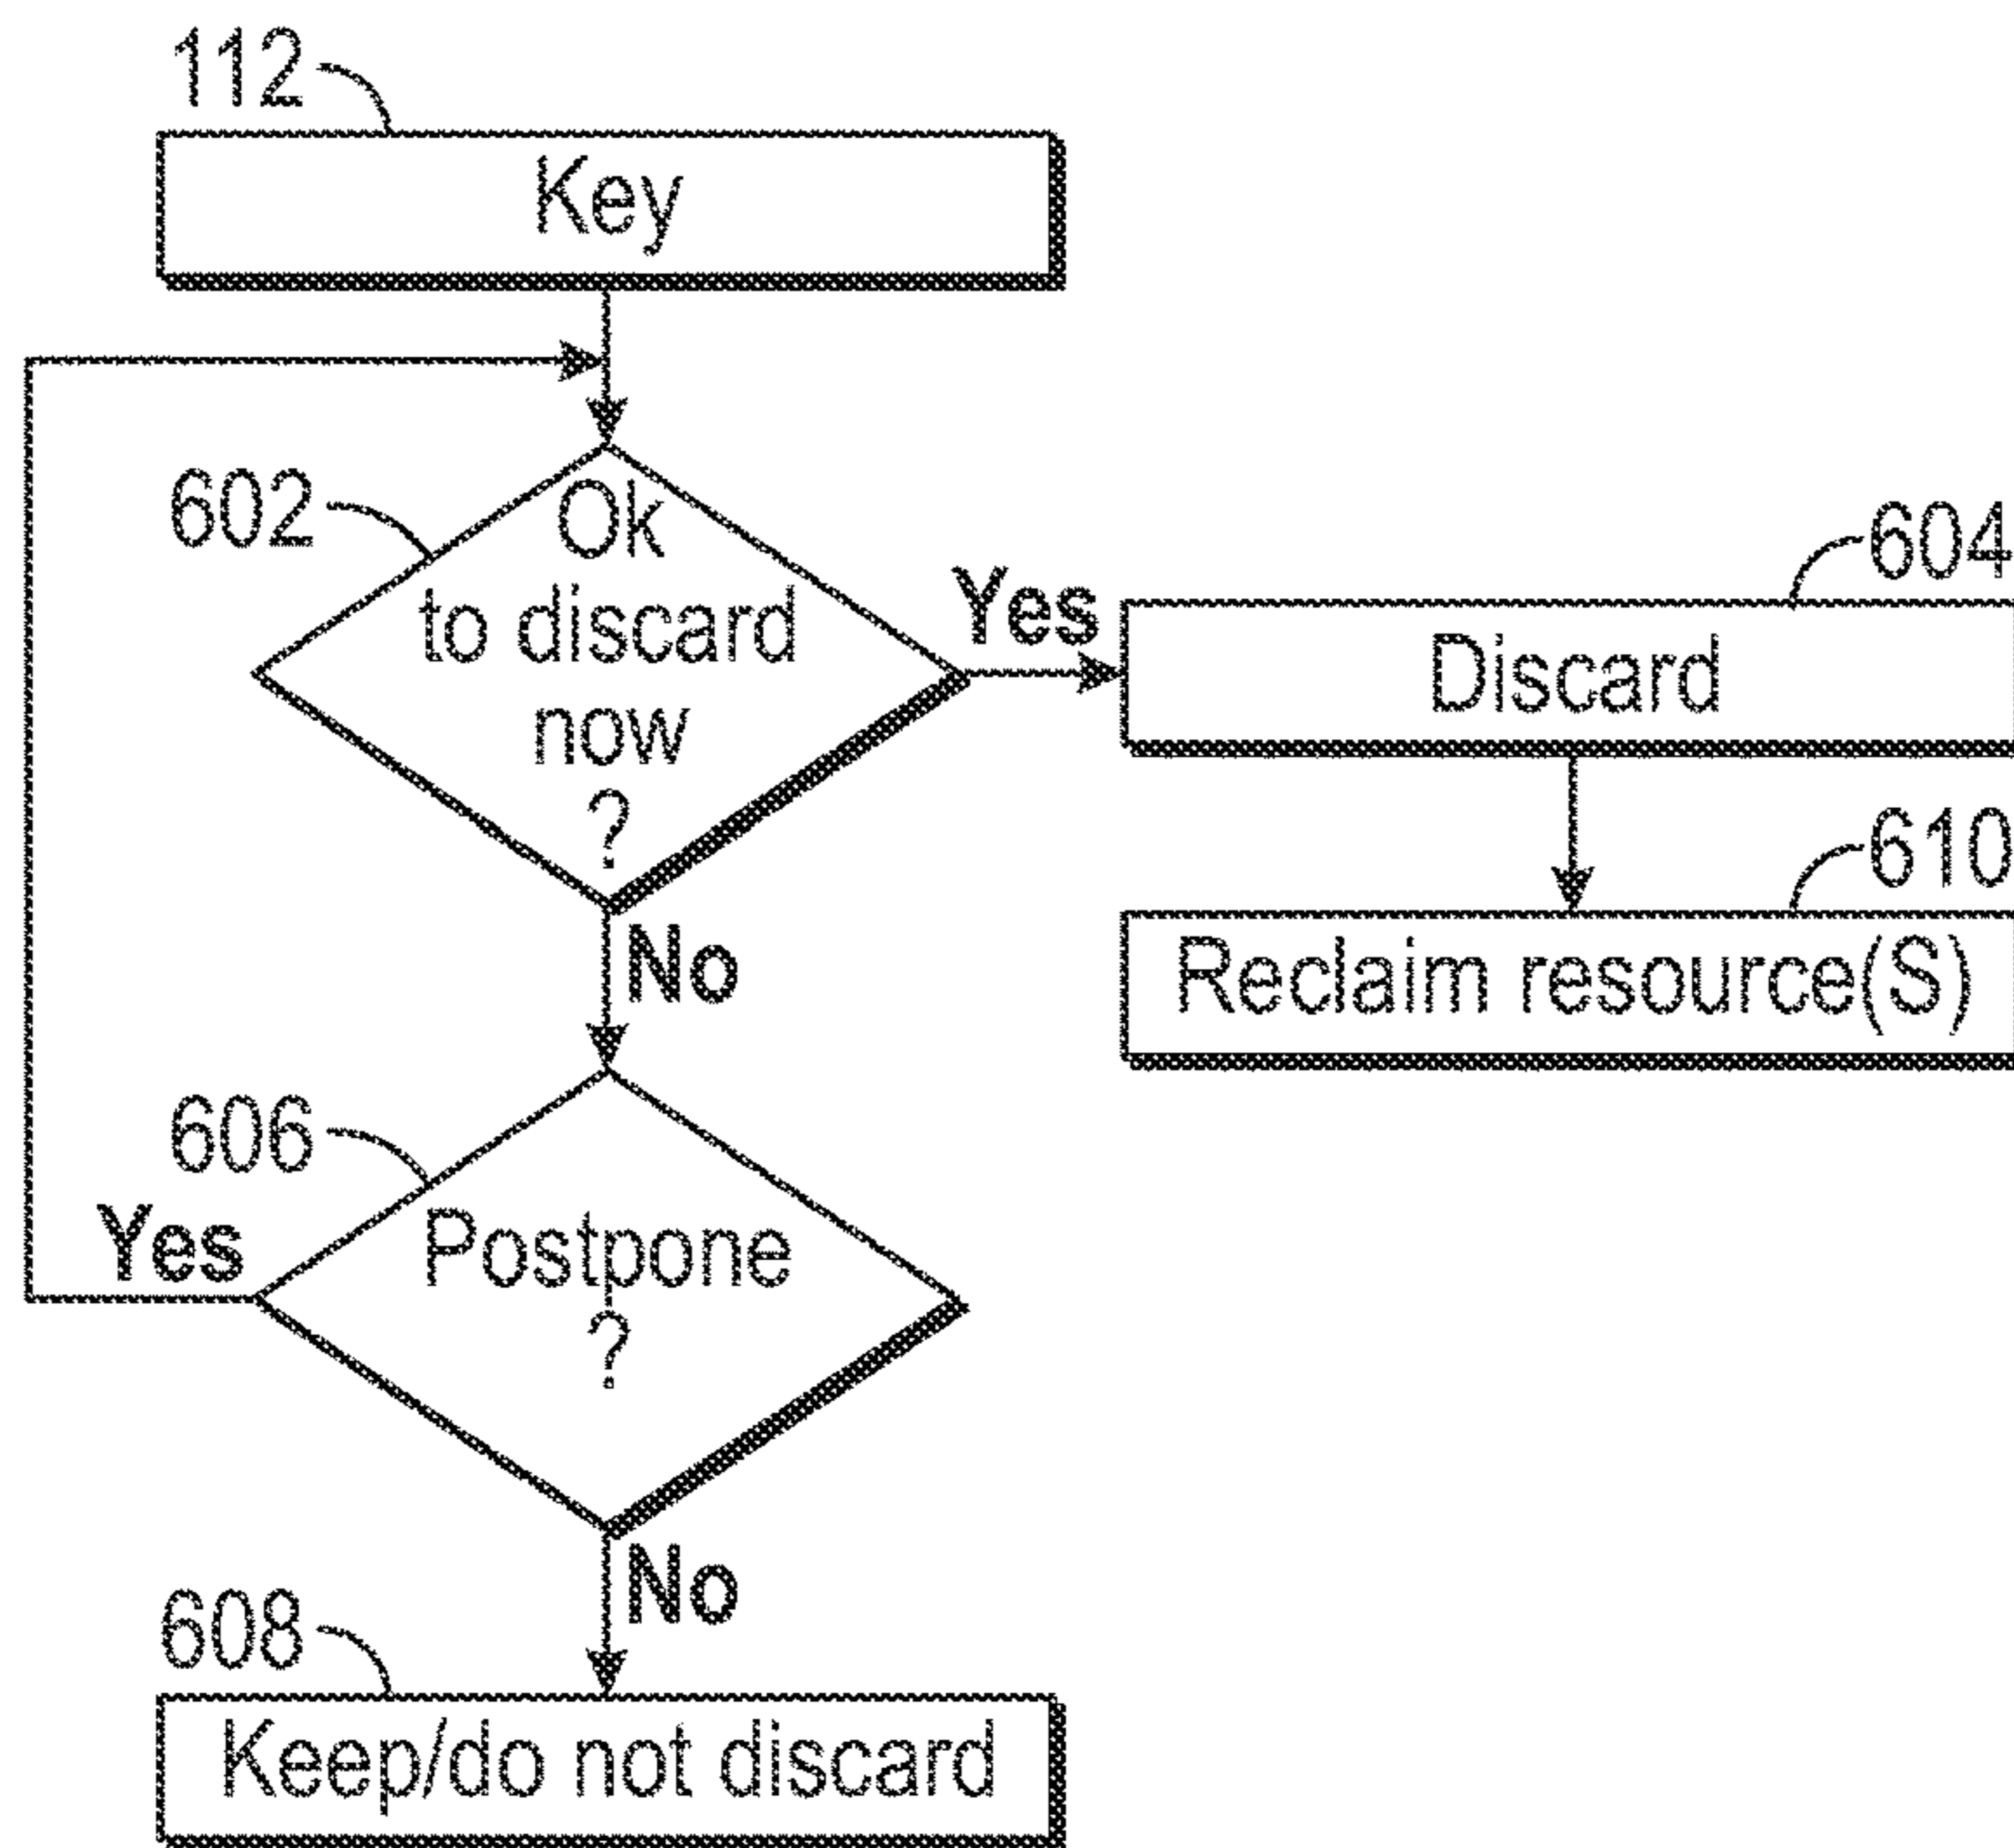 112
Key
602
Ok
to discard
now
?
Yes
604
Discard
610
Reclaim resource(S)
No
606
Yes
Postpone
?
No
608
Keep/do not discard